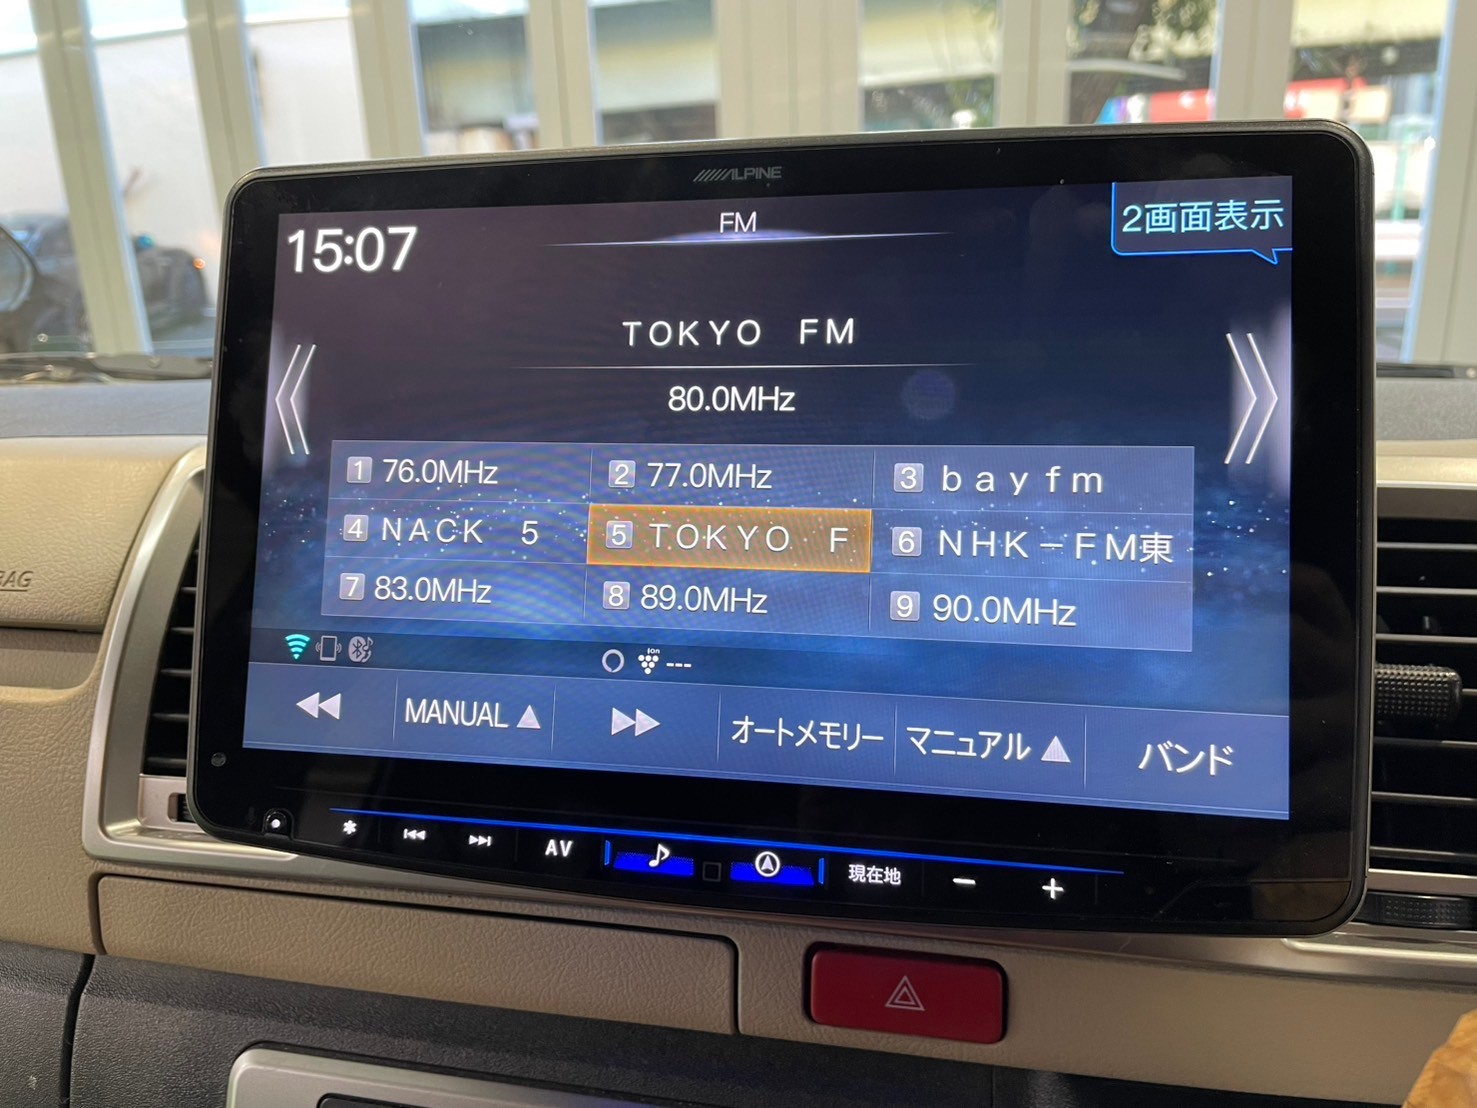 ALPINE
15:07
FM
2画面表示
TOKYO FM
80.0MHz
1 76.0MHz
2 77.0MHz
3 bayfm
4 NACK 5
5 TOKYO F
6 NHK－FM東
7 83.0MHz
8 89.0MHz
9 90.0MHz
ion
---
MANUAL
オートメモリー
マニュアル
バンド
AV
現在地
BAG